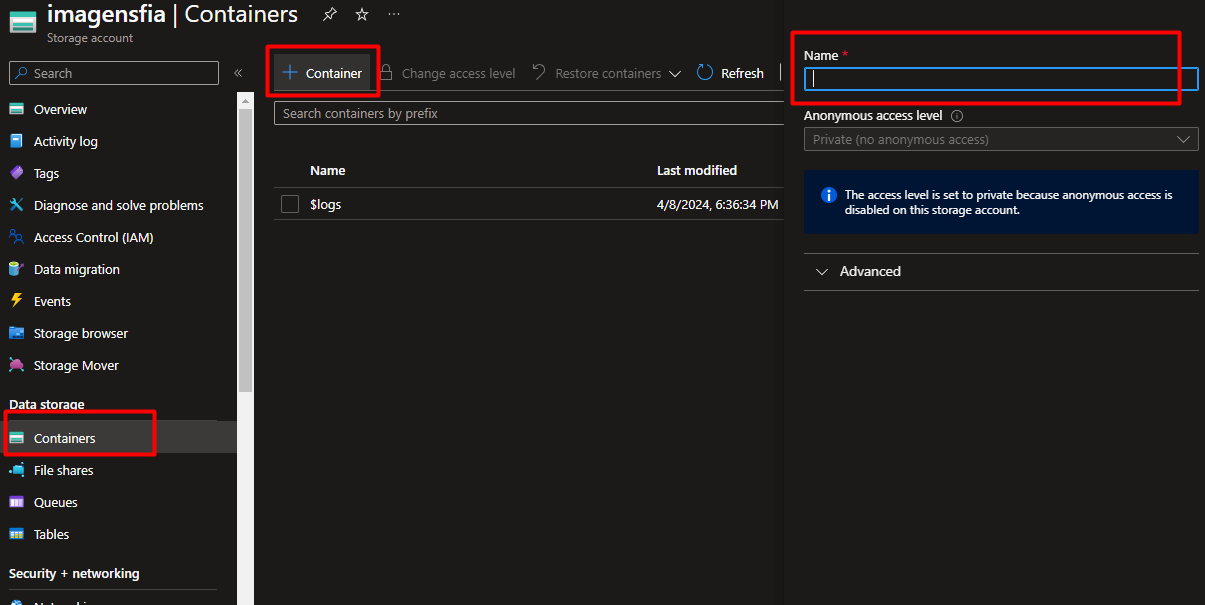 imagensfia | Containers
Storage account
Search
Overview
Activity log
Tags
Diagnose and solve problems
Access Control (IAM)
Data migration
Events
Storage browser
Storage Mover
Data storage
Containers
File shares
Queues
Tables
Security + networking
Container
Change access level
Restore containers
Refresh
Search containers by prefix
Name Last modified
$logs 4/8/2024, 6:36:34 PM
Name *
Anonymous access level
Private (no anonymous access)
The access level is set to private because anonymous access is
disabled on this storage account.
Advanced